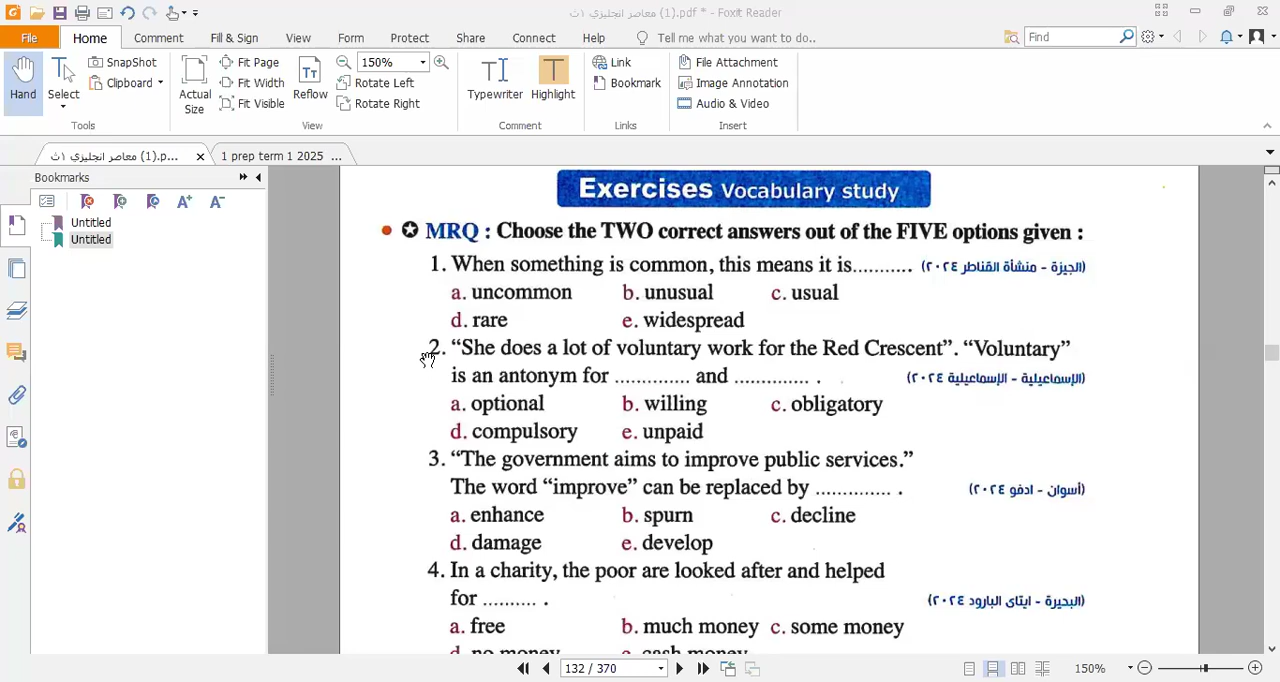 معاصر انجليزي ١ث (1).pdf * - Foxit Reader
File Home Comment Fill & Sign View Form Protect Share Connect Help Tell me what you want to do.. Find
Hand
Select
SnapShot
Clipboard
Tools
Actual Size
Fit Page
Fit Width
Fit Visible
Reflow
150%
Rotate Left
Rotate Right
View
Typewriter
Highlight
Comment
Link
Bookmark
Links
File Attachment
Image Annotation
Audio & Video
Insert
معاصر انجليزي ١ث (1).p...
1 prep term 1 2025 ...
Bookmarks
Untitled
Untitled
Exercises Vocabulary study
MRQ : Choose the TWO correct answers out of the FIVE options given :
1. When something is common, this means it is........... (الجيزة - منشأة القناطر ٢٠٢٤)
a. uncommon b. unusual c. usual
d. rare e. widespread
2. “She does a lot of voluntary work for the Red Crescent”. “Voluntary”
is an antonym for ............. and ............. . (الإسماعيلية - الإسماعيلية ٢٠٢٤)
a. optional b. willing c. obligatory
d. compulsory e. unpaid
3. “The government aims to improve public services.”
The word “improve” can be replaced by ............. . (أسوان - ادفو ٢٠٢٤)
a. enhance b. spurn c. decline
d. damage e. develop
4. In a charity, the poor are looked after and helped
for .......... . (البحيرة - ايتاى البارود ٢٠٢٤)
a. free b. much money c. some money
d. no money e. cash money
132 / 370
150%